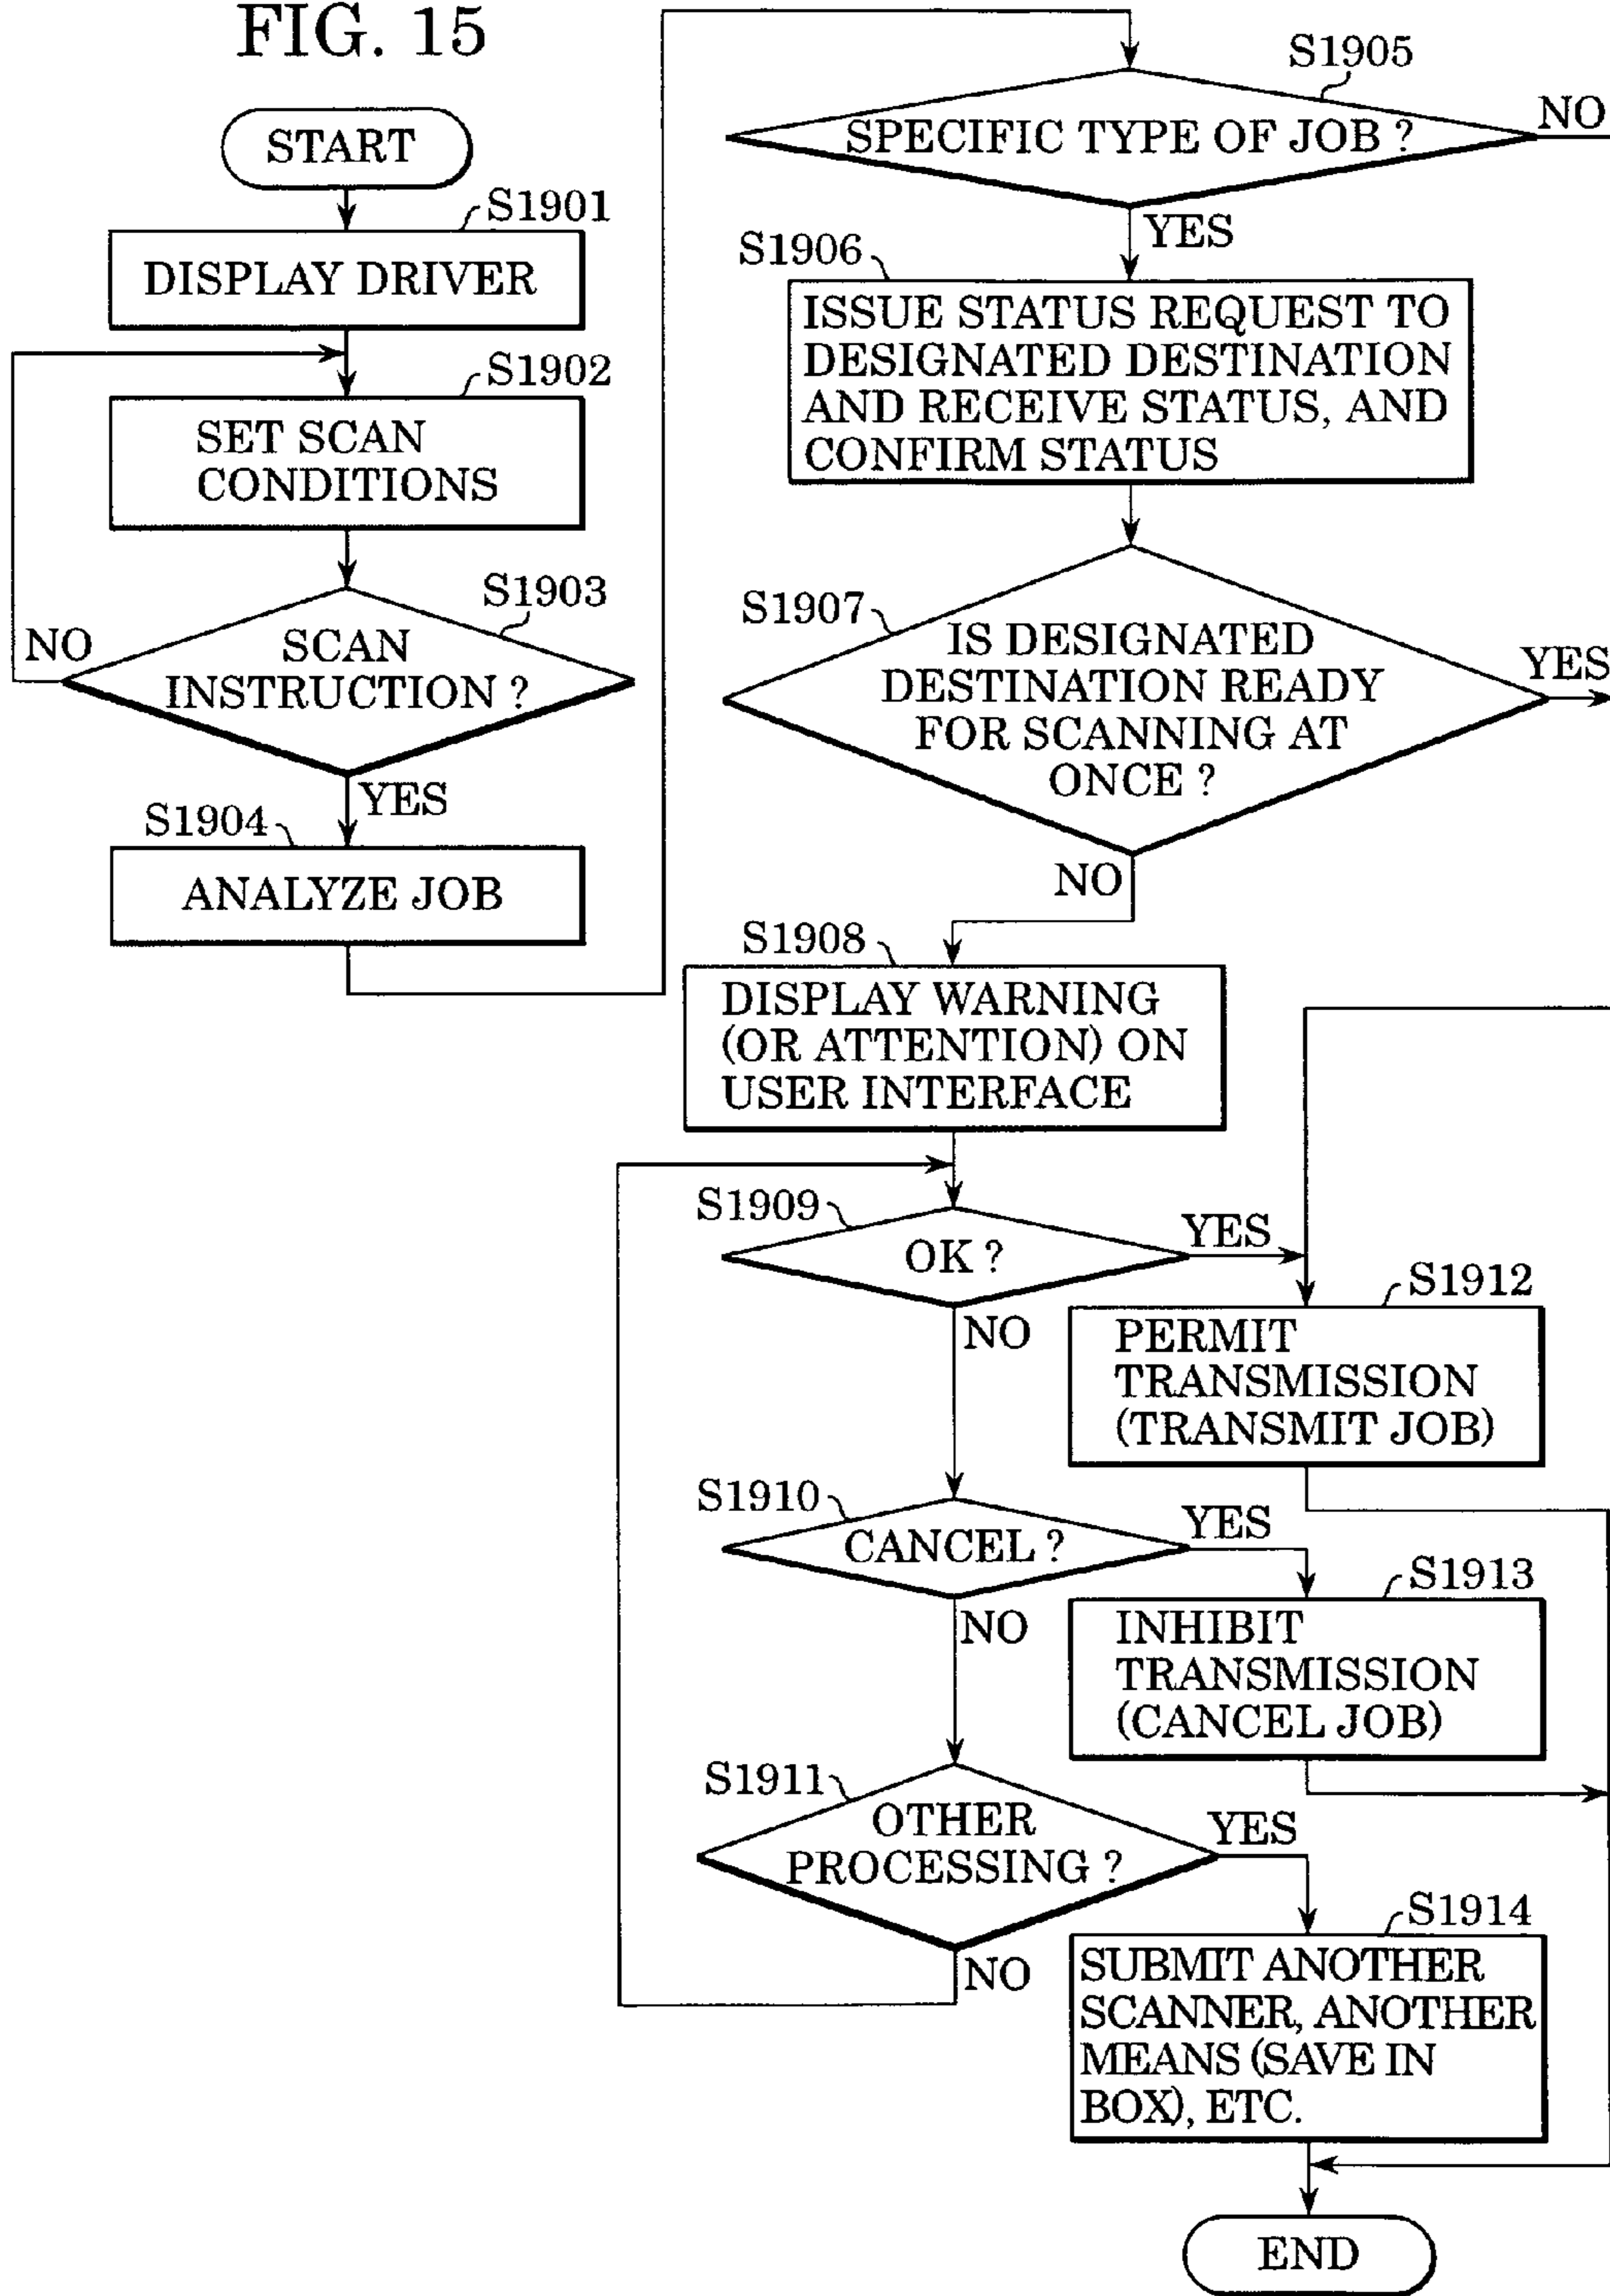 FIG. 15
START
S1901
DISPLAY DRIVER
S1902
SET SCAN
CONDITIONS
S1903
SCAN
INSTRUCTION ?
NO
YES
S1904
ANALYZE JOB
S1905
SPECIFIC TYPE OF JOB ?
NO
YES
S1906
ISSUE STATUS REQUEST TO
DESIGNATED DESTINATION
AND RECEIVE STATUS, AND
CONFIRM STATUS
S1907
IS DESIGNATED
DESTINATION READY
FOR SCANNING AT
ONCE ?
YES
NO
S1908
DISPLAY WARNING
(OR ATTENTION) ON
USER INTERFACE
S1909
OK ?
YES
NO
S1912
PERMIT
TRANSMISSION
(TRANSMIT JOB)
S1910
CANCEL ?
YES
NO
S1913
INHIBIT
TRANSMISSION
(CANCEL JOB)
S1911
OTHER
PROCESSING ?
YES
NO
S1914
SUBMIT ANOTHER
SCANNER, ANOTHER
MEANS (SAVE IN
BOX), ETC.
END